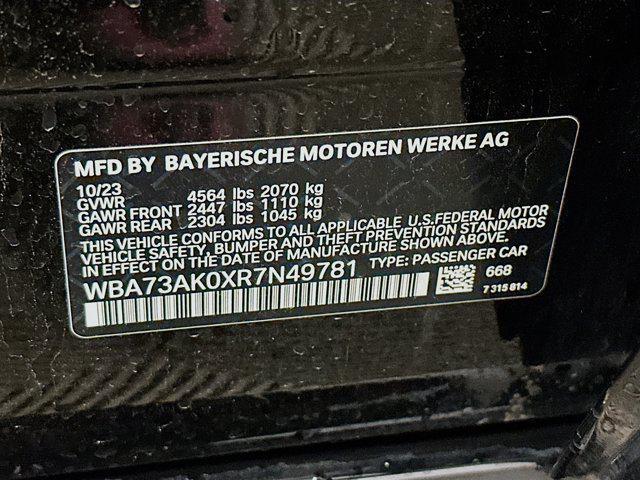 MFD BY BAYERISCHE MOTOREN WERKE AG
10/23
GVWR 4564 lbs 2070 kg
GAWR FRONT 2447 lbs 1110 kg
GAWR REAR 2304 lbs 1045 kg
THIS VEHICLE CONFORMS TO ALL APPLICABLE U.S.FEDERAL MOTOR
VEHICLE SAFETY, BUMPER AND THEFT PREVENTION STANDARDS
IN EFFECT ON THE DATE OF MANUFACTURE SHOWN ABOVE.
WBA73AK0XR7N49781 TYPE: PASSENGER CAR
668
7 315 814